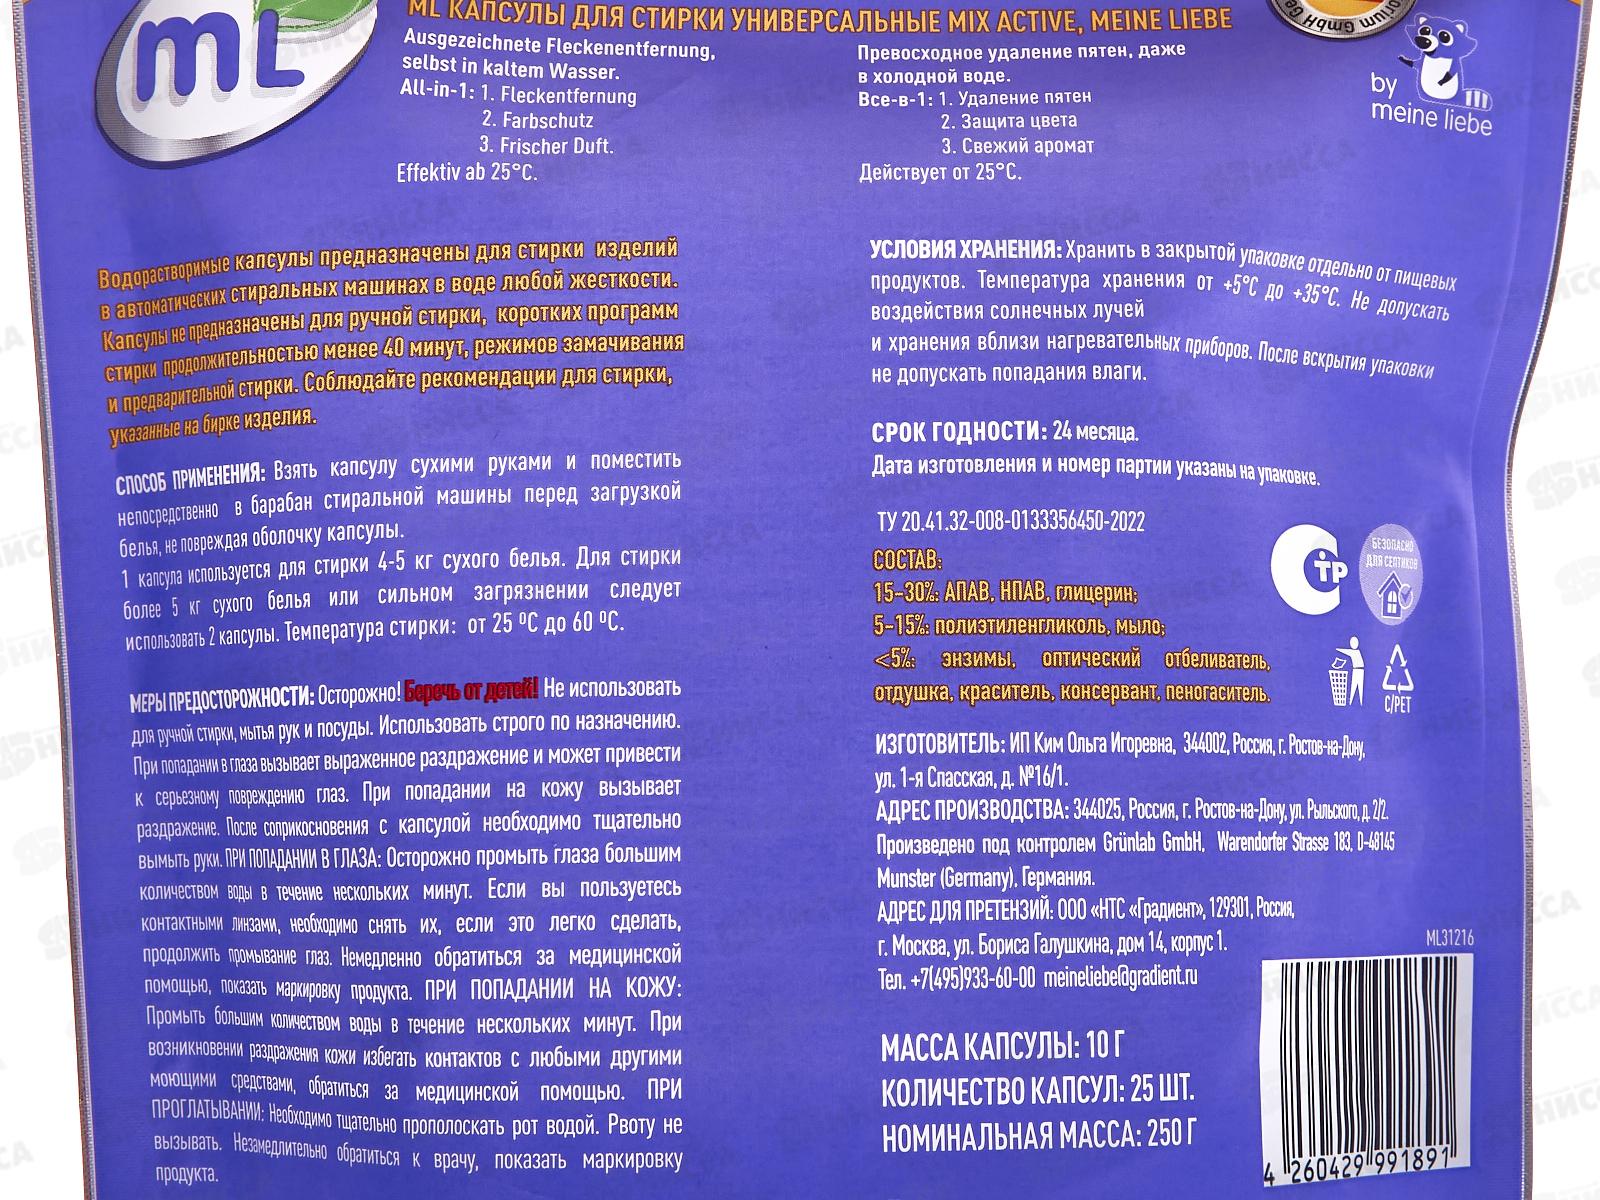 ML КАПСУЛЫ ДЛЯ СТИРКИ УНИВЕРСАЛЬНЫЕ MIX ACTIVE, MEINE LIEBE
mL
Ausgezeichnete Fleckenentfernung,
selbst in kaltem Wasser.
All-in-1: 1. Fleckentfernung
2. Farbschutz
3. Frischer Duft.
Effektiv ab 25°C.
Превосходное удаление пятен, даже
в холодной воде.
Все-в-1: 1. Удаление пятен
2. Защита цвета
3. Свежий аромат
Действует от 25°C.
by
meine liebe
Водорастворимые капсулы предназначены для стирки изделий
в автоматических стиральных машинах в воде любой жесткости.
Капсулы не предназначены для ручной стирки, коротких программ
стирки продолжительностью менее 40 минут, режимов замачивания
и предварительной стирки. Соблюдайте рекомендации для стирки,
указанные на бирке изделия.
СПОСОБ ПРИМЕНЕНИЯ: Взять капсулу сухими руками и поместить
непосредственно в барабан стиральной машины перед загрузкой
белья, не повреждая оболочку капсулы.
1 капсула используется для стирки 4-5 кг сухого белья. Для стирки
более 5 кг сухого белья или сильном загрязнении следует
использовать 2 капсулы. Температура стирки: от 25 ºC до 60 ºC.
МЕРЫ ПРЕДОСТОРОЖНОСТИ: Осторожно! Беречь от детей! Не использовать
для ручной стирки, мытья рук и посуды. Использовать строго по назначению.
При попадании в глаза вызывает выраженное раздражение и может привести
к серьезному повреждению глаз. При попадании на кожу вызывает
раздражение. После соприкосновения с капсулой необходимо тщательно
вымыть руки. ПРИ ПОПАДАНИИ В ГЛАЗА: Осторожно промыть глаза большим
количеством воды в течение нескольких минут. Если вы пользуетесь
контактными линзами, необходимо снять их, если это легко сделать,
продолжить промывание глаз. Немедленно обратиться за медицинской
помощью, показать маркировку продукта. ПРИ ПОПАДАНИИ НА КОЖУ:
Промыть большим количеством воды в течение нескольких минут. При
возникновении раздражения кожи избегать контактов с любыми другими
моющими средствами, обратиться за медицинской помощью. ПРИ
ПРОГЛАТЫВАНИИ: Необходимо тщательно прополоскать рот водой. Рвоту не
вызывать. Незамедлительно обратиться к врачу, показать маркировку
продукта.
УСЛОВИЯ ХРАНЕНИЯ: Хранить в закрытой упаковке отдельно от пищевых
продуктов. Температура хранения от +5°C до +35°C. Не допускать
воздействия солнечных лучей
и хранения вблизи нагревательных приборов. После вскрытия упаковки
не допускать попадания влаги.
СРОК ГОДНОСТИ: 24 месяца.
Дата изготовления и номер партии указаны на упаковке.
ТУ 20.41.32-008-0133356450-2022
СОСТАВ:
15-30%: АПАВ, НПАВ, глицерин;
5-15%: полиэтиленгликоль, мыло;
<5%: энзимы, оптический отбеливатель,
отдушка, краситель, консервант, пеногаситель.
СТР
БЕЗОПАСНО
ДЛЯ СЕПТИКОВ
C/PET
ИЗГОТОВИТЕЛЬ: ИП Ким Ольга Игоревна, 344002, Россия, г. Ростов-на-Дону,
ул. 1-я Спасская, д. №16/1.
АДРЕС ПРОИЗВОДСТВА: 344025, Россия, г. Ростов-на-Дону, ул. Рыльского, д. 2/2.
Произведено под контролем Grünlab GmbH, Warendorfer Strasse 183, D-48145
Munster (Germany), Германия.
АДРЕС ДЛЯ ПРЕТЕНЗИЙ: ООО «НТС «Градиент», 129301, Россия,
г. Москва, ул. Бориса Галушкина, дом 14, корпус 1.
Тел. +7(495)933-60-00 meineliebe@gradient.ru
ML31216
МАССА КАПСУЛЫ: 10 Г
КОЛИЧЕСТВО КАПСУЛ: 25 ШТ.
НОМИНАЛЬНАЯ МАССА: 250 Г
4 260429 991891